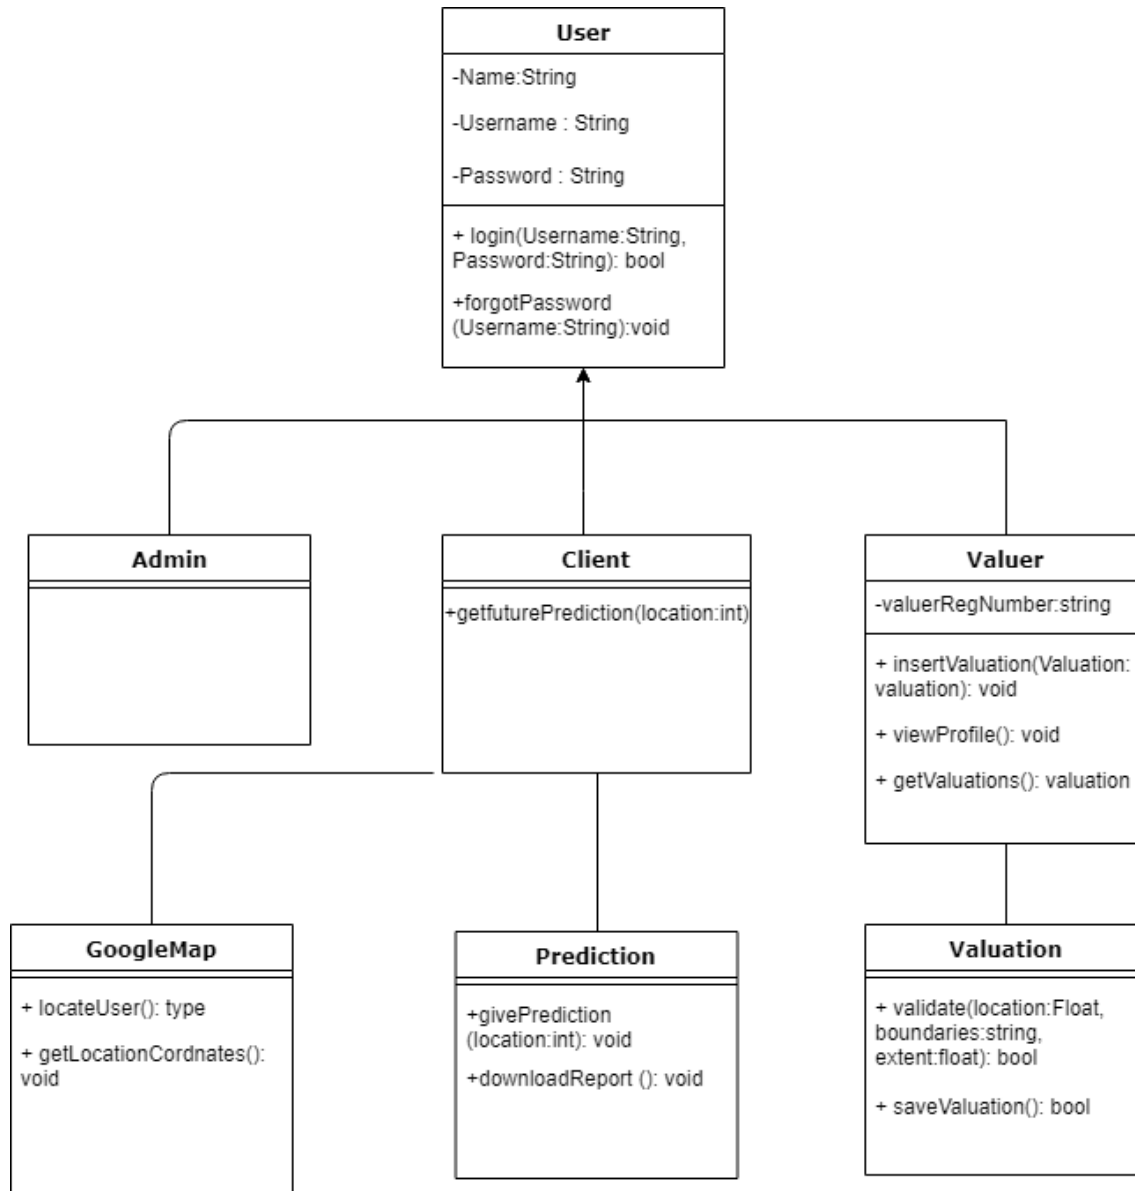 User
-Name:String
-Username : String
-Password : String
+ login(Username:String,
Password:String): bool
+forgotPassword
(Username:String):void
Admin
Client
+getfuturePrediction(location:int)
Valuer
-valuerRegNumber:string
+ insertValuation(Valuation:
valuation): void
+ viewProfile(): void
+ getValuations(): valuation
GoogleMap
+ locateUser(): type
+ getLocationCordnates():
void
Prediction
+givePrediction
(location:int): void
+downloadReport (): void
Valuation
+ validate(location:Float,
boundaries:string,
extent:float): bool
+ saveValuation(): bool